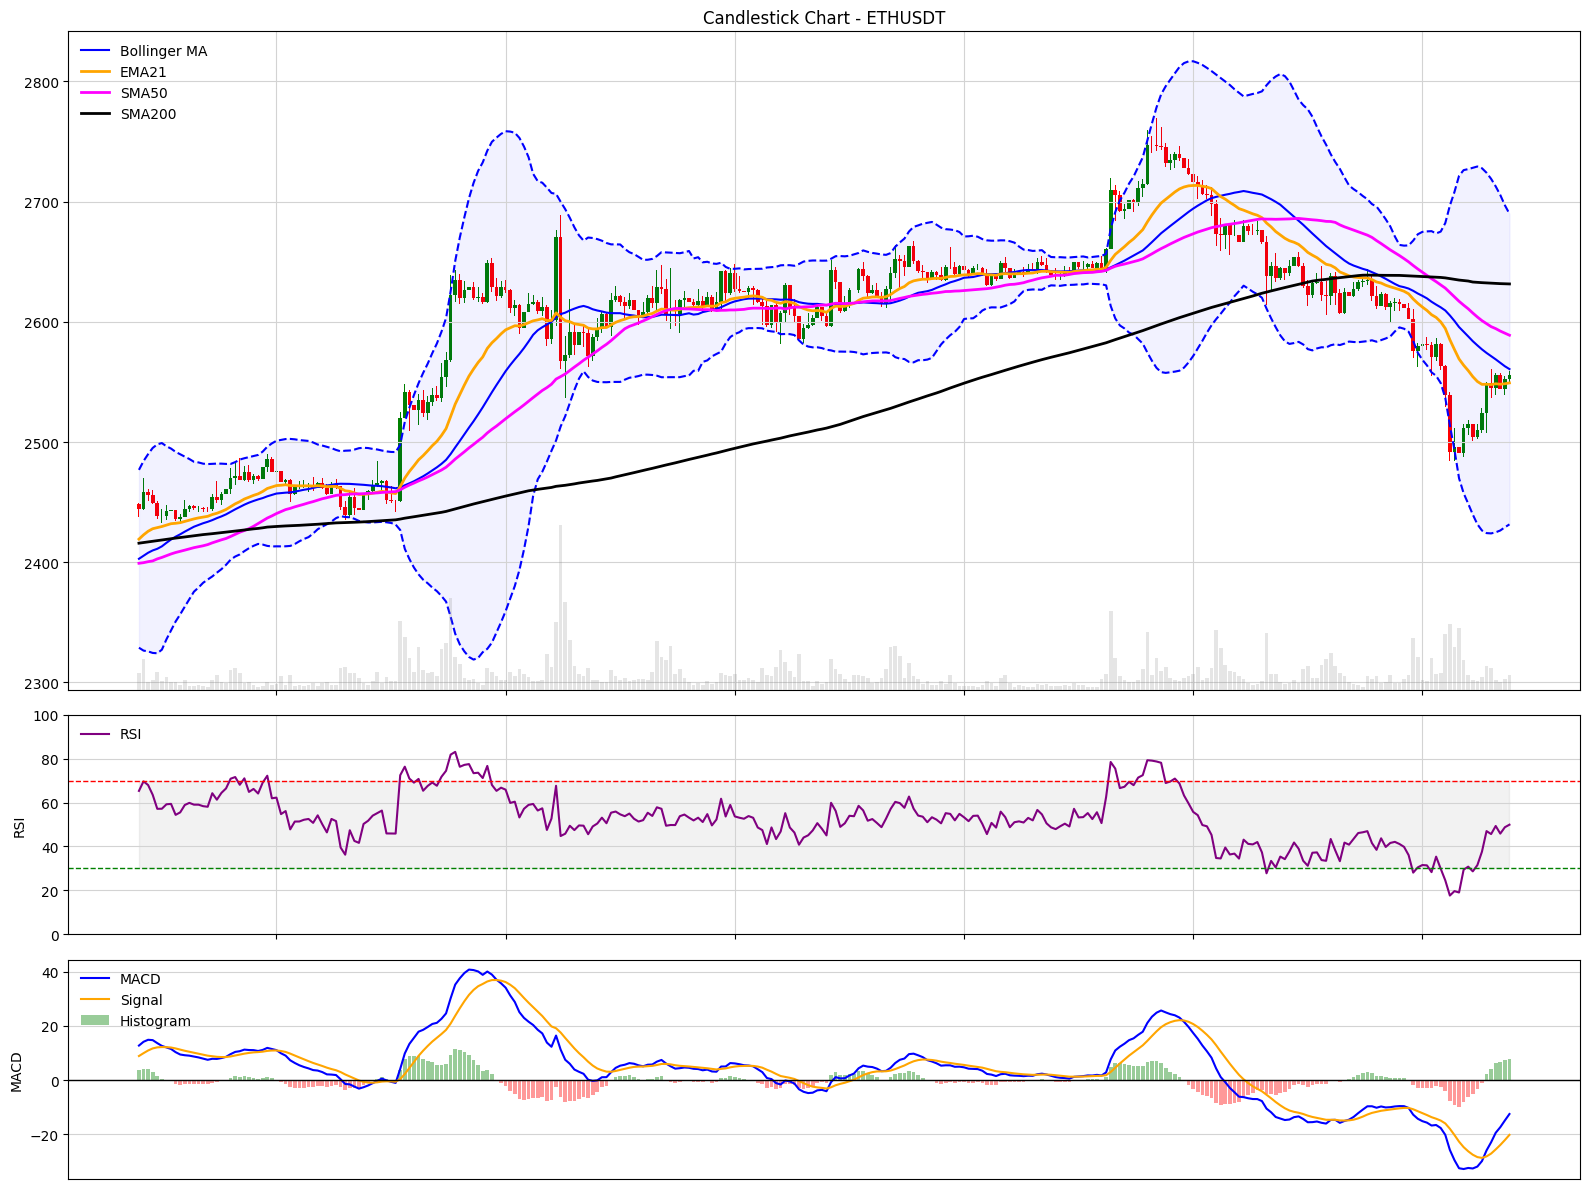 Candlestick Chart - ETHUSDT
Bollinger MA
EMA21
SMA50
SMA200
2800
2700
2600
2500
2400
2300
RSI
100
80
60
40
20
0
RSI
MACD
Signal
Histogram
40
20
0
−20
MACD